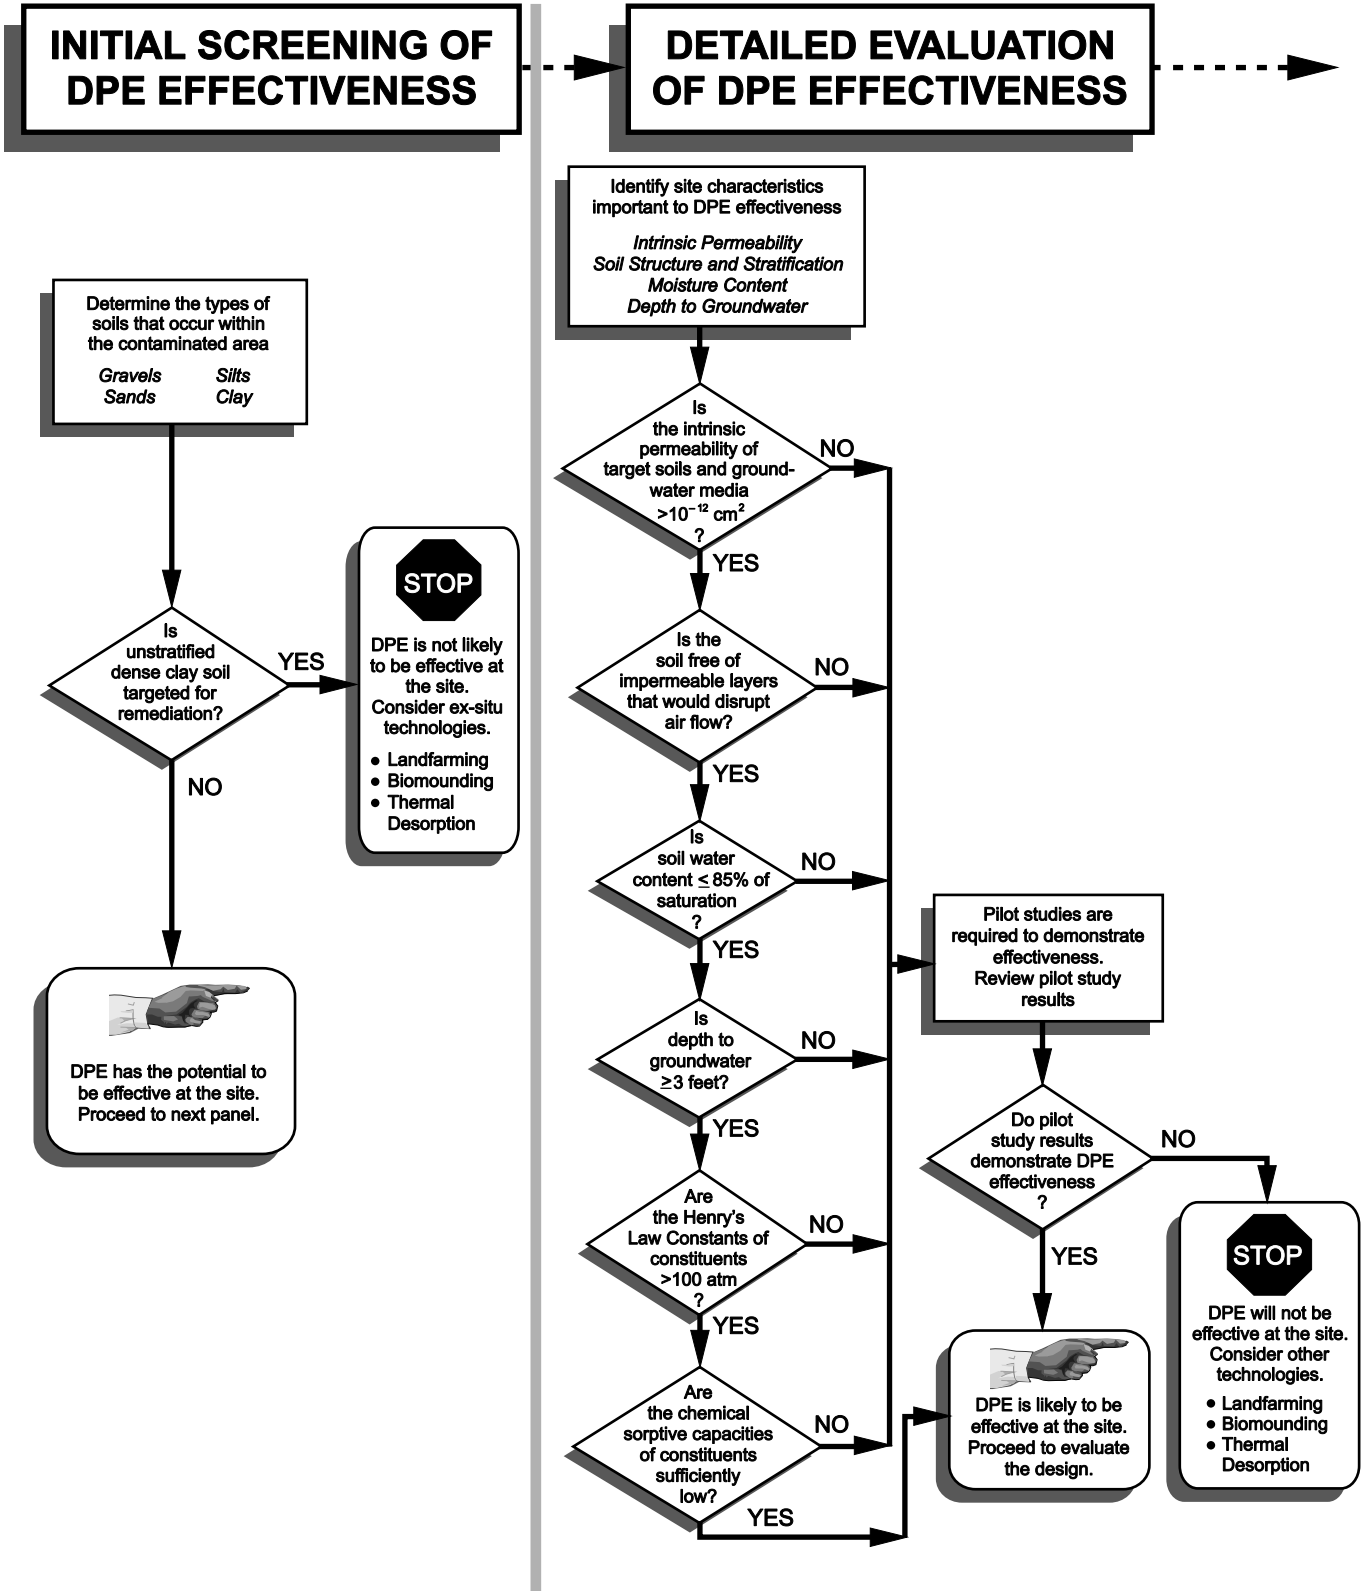 INITIAL SCREENING OF
DPE EFFECTIVENESS
DETAILED EVALUATION
OF DPE EFFECTIVENESS
Determine the types of
soils that occur within
the contaminated area
Gravels Silts
Sands Clay
Is
unstratified
dense clay soil
targeted for
remediation?
YES
NO
STOP
DPE is not likely
to be effective at
the site.
Consider ex-situ
technologies.
● Landfarming
● Biomounding
● Thermal
Desorption
DPE has the potential to
be effective at the site.
Proceed to next panel.
Identify site characteristics
important to DPE effectiveness
Intrinsic Permeability
Soil Structure and Stratification
Moisture Content
Depth to Groundwater
Is
the intrinsic
permeability of
target soils and ground-
water media
>10⁻¹² cm²
?
NO
YES
Is the
soil free of
impermeable layers
that would disrupt
air flow?
NO
YES
Is
soil water
content ≤ 85% of
saturation
?
NO
YES
Is
depth to
groundwater
≥3 feet?
NO
YES
Are
the Henry's
Law Constants of
constituents
>100 atm
?
NO
YES
Are
the chemical
sorptive capacities
of constituents
sufficiently
low?
NO
YES
Pilot studies are
required to demonstrate
effectiveness.
Review pilot study
results
Do pilot
study results
demonstrate DPE
effectiveness
?
NO
YES
DPE is likely to be
effective at the site.
Proceed to evaluate
the design.
STOP
DPE will not be
effective at the site.
Consider other
technologies.
● Landfarming
● Biomounding
● Thermal
Desorption